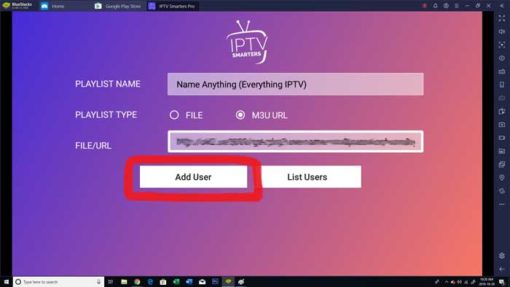 BlueStacks
Home
Google Play Store
IPTV Smarters Pro
IPTV
SMARTERS
PLAYLIST NAME
Name Anything (Everything IPTV)
PLAYLIST TYPE
FILE
M3U URL
FILE/URL
Add User
List Users
Type here to search